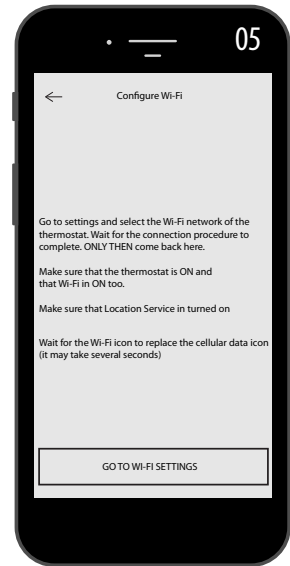 05
Configure Wi-Fi
Go to settings and select the Wi-Fi network of the
thermostat. Wait for the connection procedure to
complete. ONLY THEN come back here.
Make sure that the thermostat is ON and
that Wi-Fi in ON too.
Make sure that Location Service in turned on
Wait for the Wi-Fi icon to replace the cellular data icon
(it may take several seconds)
GO TO WI-FI SETTINGS